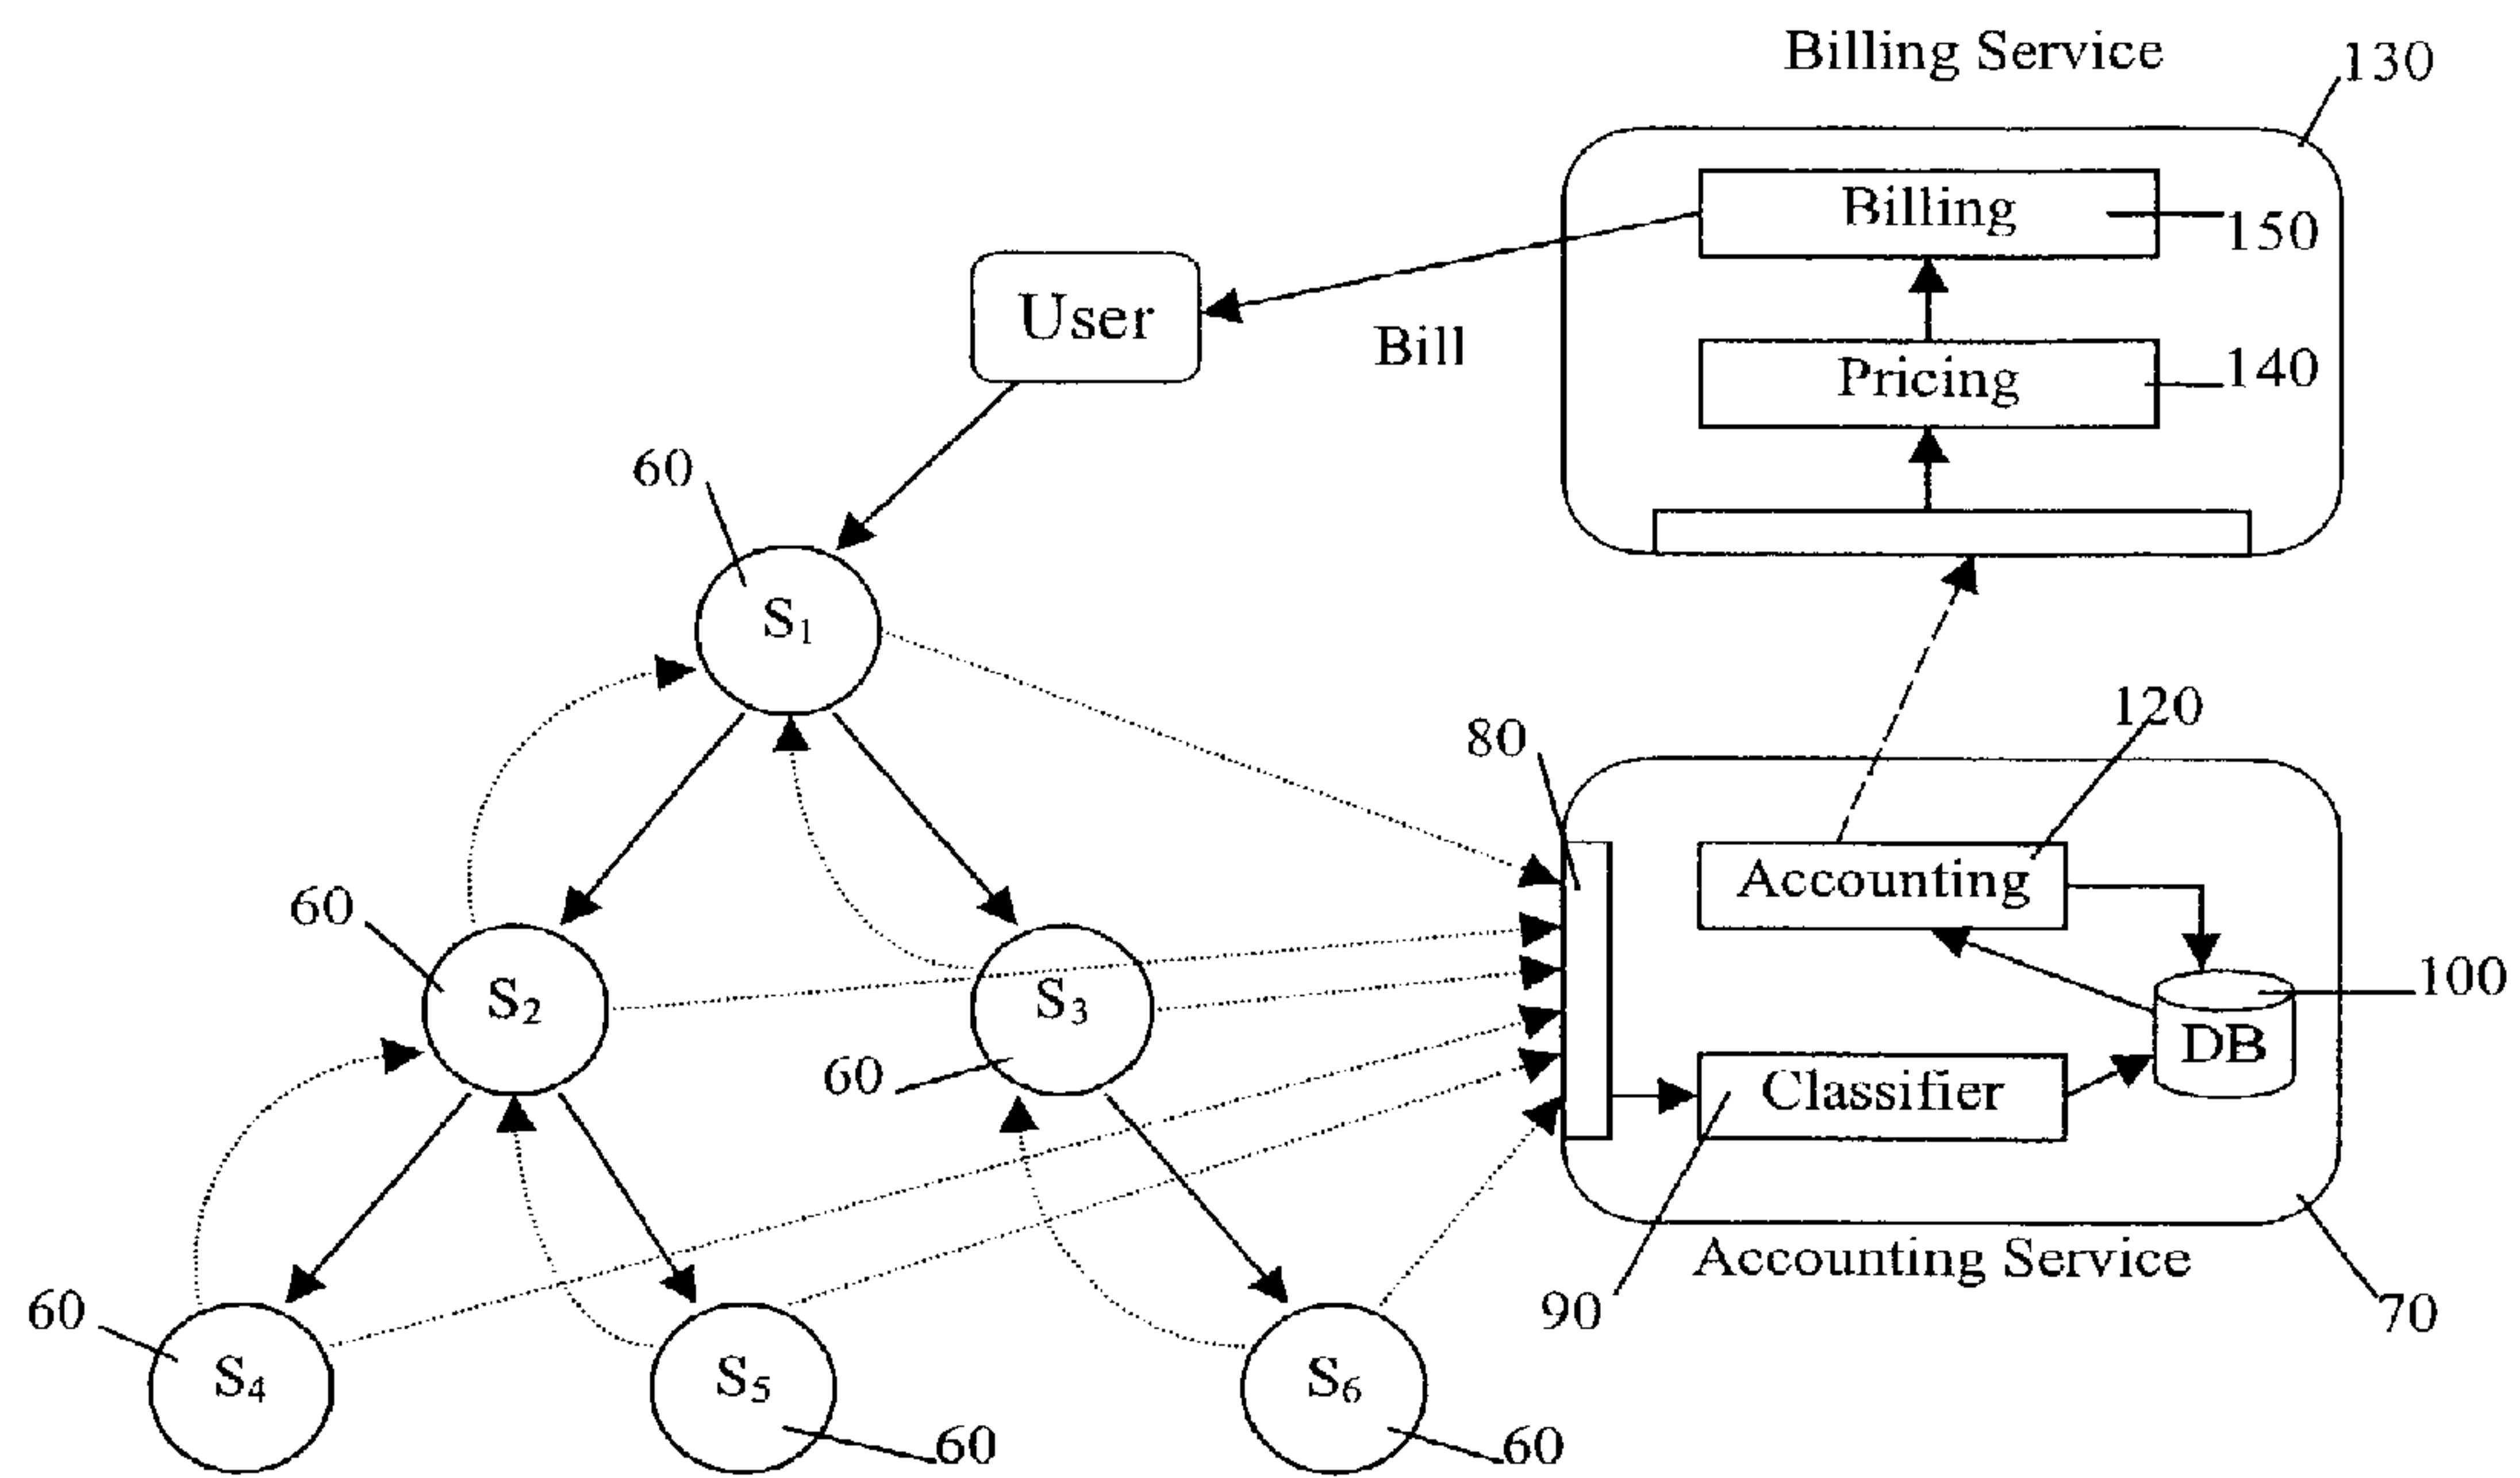 Billing Service
130
Billing
150
User
Bill
Pricing
140
60
S₁
120
80
Accounting
60
100
S₂
S₃
DB
60
Classifier
Accounting Service
60
90
70
S₄
S₅
S₆
60
60